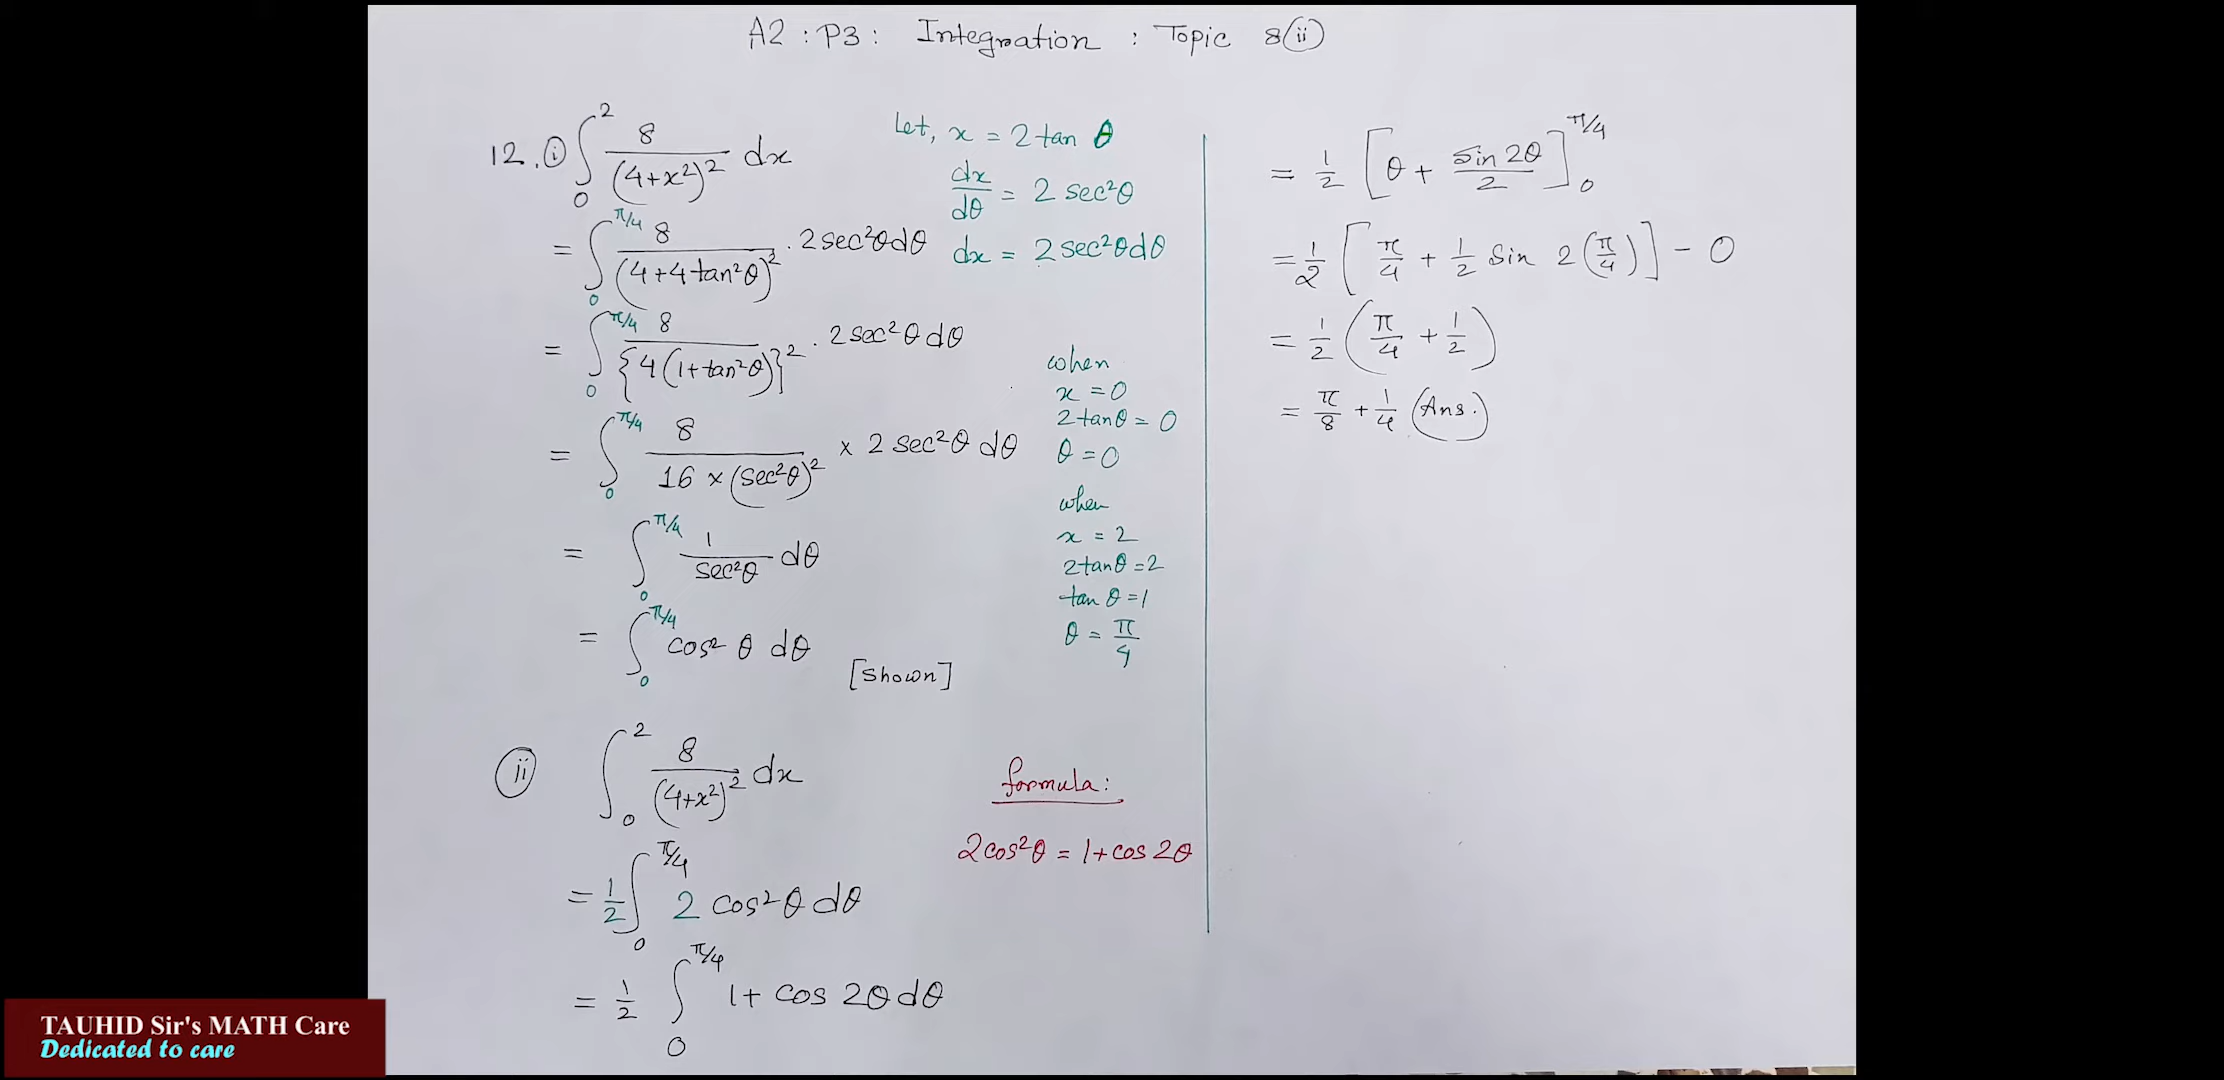 A2 : P3 : Integration : Topic 8(ii)
12. (i) ∫₀² 8/(4+x²)² dx
= ∫₀^(π/4) 8/(4+4tan²θ)² . 2sec²θdθ
= ∫₀^(π/4) 8/{4(1+tan²θ)}² . 2sec²θ dθ
= ∫₀^(π/4) 8/(16×(sec²θ)²) × 2 sec²θ dθ
= ∫₀^(π/4) 1/sec²θ dθ
= ∫₀^(π/4) cos²θ dθ
[Shown]
Let, x = 2 tan θ
dx/dθ = 2 sec²θ
dx = 2sec²θdθ
when
x = 0
2tanθ = 0
θ = 0
when
x = 2
2tanθ = 2
tan θ = 1
θ = π/4
(ii) ∫₀² 8/(4+x²)² dx
= 1/2 ∫₀^(π/4) 2 cos²θ dθ
= 1/2 ∫₀^(π/4) 1 + cos 2θ dθ
formula:
2cos²θ = 1+cos 2θ
= 1/2 [θ + sin 2θ/2]₀^(π/4)
= 1/2 [π/4 + 1/2 Sin 2(π/4)] - 0
= 1/2 (π/4 + 1/2)
= π/8 + 1/4 (Ans.)
TAUHID Sir's MATH Care
Dedicated to care